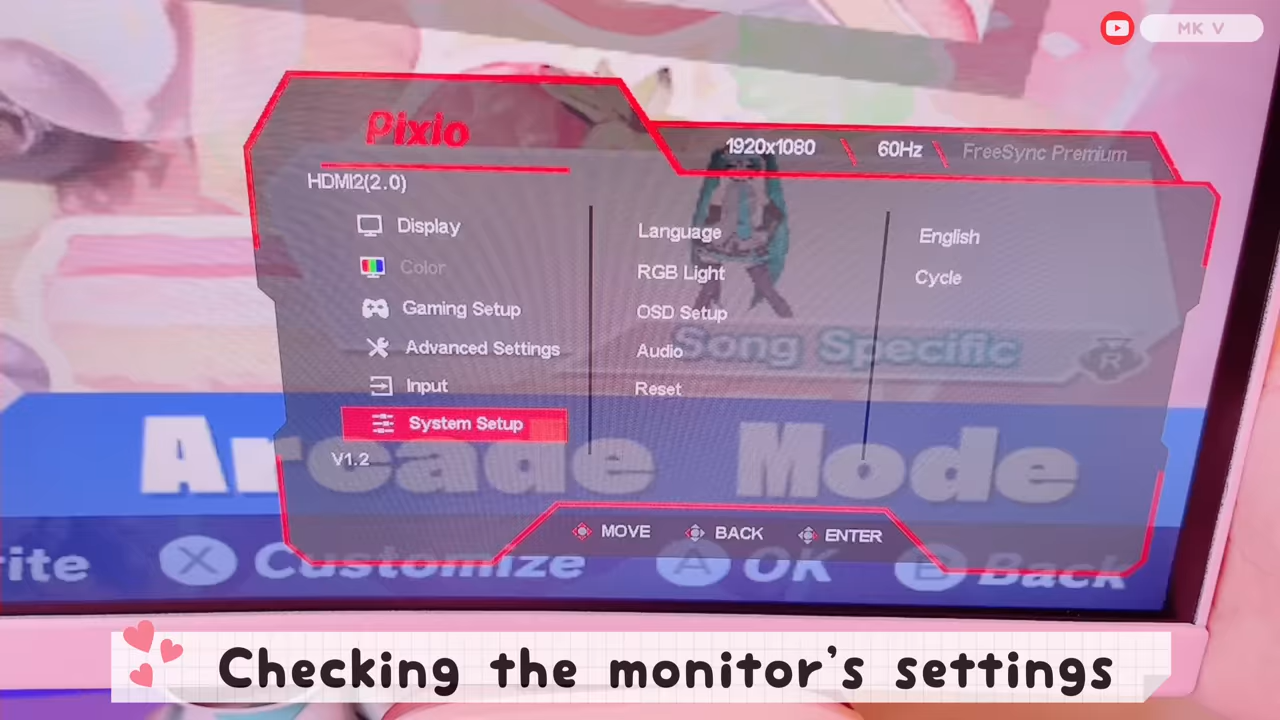 MK V
Pixio
1920x1080 \ 60Hz \ FreeSync Premium
HDMI2(2.0)
Display
Color
Gaming Setup
Advanced Settings
Input
System Setup
V1.2
Language
RGB Light
OSD Setup
Audio
Reset
English
Cycle
Song Specific
R
Arcade Mode
MOVE BACK ENTER
ite X Customize A OK B Back
Checking the monitor's settings